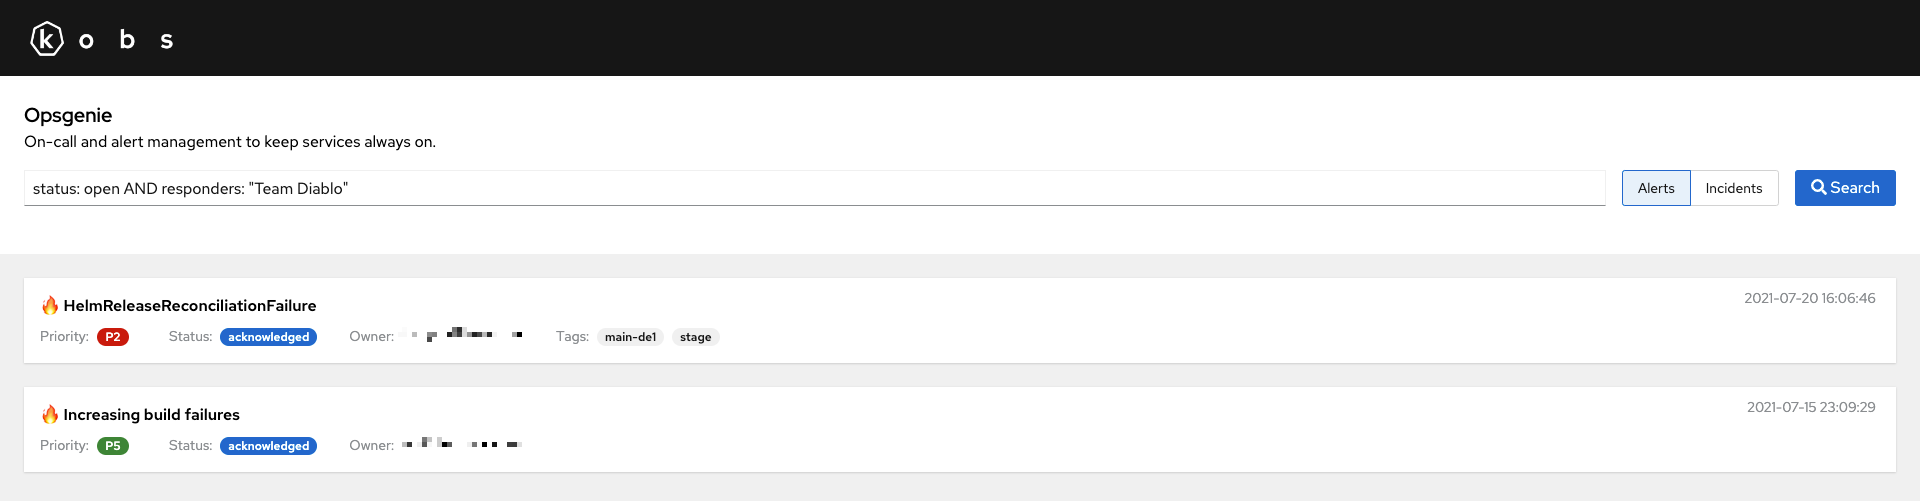 k o b s
Opsgenie
On-call and alert management to keep services always on.
status: open AND responders: "Team Diablo"
Alerts Incidents Search
HelmReleaseReconciliationFailure 2021-07-20 16:06:46
Priority: P2 Status: acknowledged Owner: Tags: main-de1 stage
Increasing build failures 2021-07-15 23:09:29
Priority: P5 Status: acknowledged Owner: